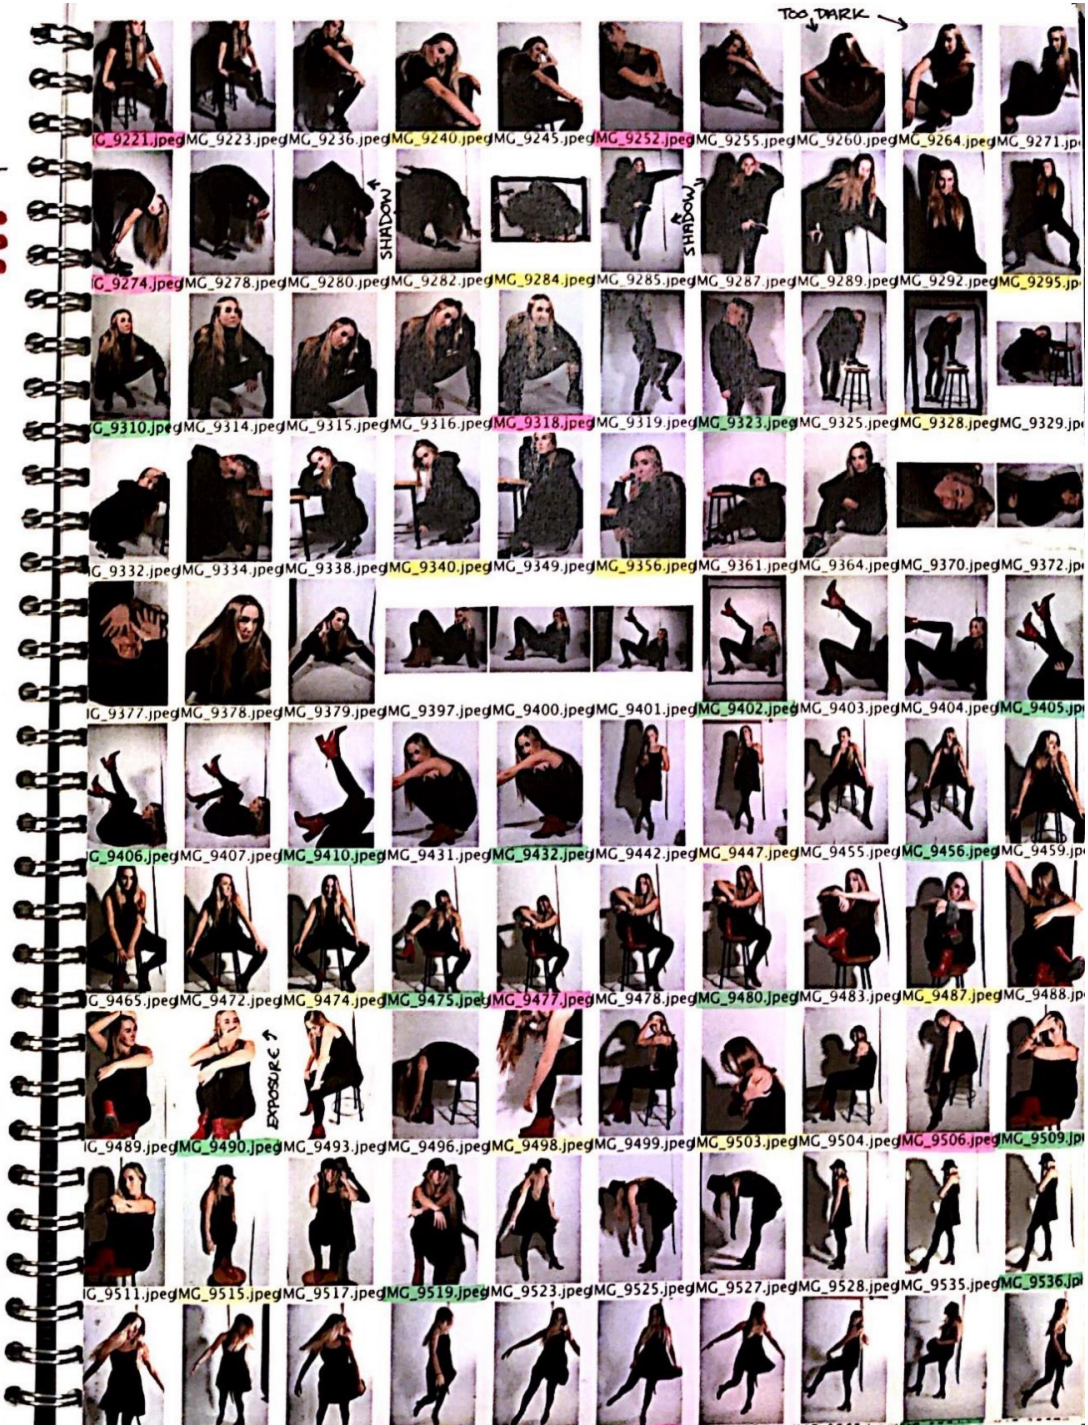 TOO DARK
IG_9221.jpeg MG_9223.jpeg MG_9236.jpeg MG_9240.jpeg MG_9245.jpeg MG_9252.jpeg MG_9255.jpeg MG_9260.jpeg MG_9264.jpeg MG_9271.jp
SHADOW
SHADOW
IG_9274.jpeg MG_9278.jpeg MG_9280.jpeg MG_9282.jpeg MG_9284.jpeg MG_9285.jpeg MG_9287.jpeg MG_9289.jpeg MG_9292.jpeg MG_9295.jp
IG_9310.jpeg MG_9314.jpeg MG_9315.jpeg MG_9316.jpeg MG_9318.jpeg MG_9319.jpeg MG_9323.jpeg MG_9325.jpeg MG_9328.jpeg MG_9329.jp
IG_9332.jpeg MG_9334.jpeg MG_9338.jpeg MG_9340.jpeg MG_9349.jpeg MG_9356.jpeg MG_9361.jpeg MG_9364.jpeg MG_9370.jpeg MG_9372.jp
IG_9377.jpeg MG_9378.jpeg MG_9379.jpeg MG_9397.jpeg MG_9400.jpeg MG_9401.jpeg MG_9402.jpeg MG_9403.jpeg MG_9404.jpeg MG_9405.jp
G_9406.jpeg MG_9407.jpeg MG_9410.jpeg MG_9431.jpeg MG_9432.jpeg MG_9442.jpeg MG_9447.jpeg MG_9455.jpeg MG_9456.jpeg MG_9459.jp
G_9465.jpeg MG_9472.jpeg MG_9474.jpeg MG_9475.jpeg MG_9477.jpeg MG_9478.jpeg MG_9480.jpeg MG_9483.jpeg MG_9487.jpeg MG_9488.jp
EXPOSURE
IG_9489.jpeg MG_9490.jpeg MG_9493.jpeg MG_9496.jpeg MG_9498.jpeg MG_9499.jpeg MG_9503.jpeg MG_9504.jpeg MG_9506.jpeg MG_9509.jp
IG_9511.jpeg MG_9515.jpeg MG_9517.jpeg MG_9519.jpeg MG_9523.jpeg MG_9525.jpeg MG_9527.jpeg MG_9528.jpeg MG_9535.jpeg MG_9536.jp